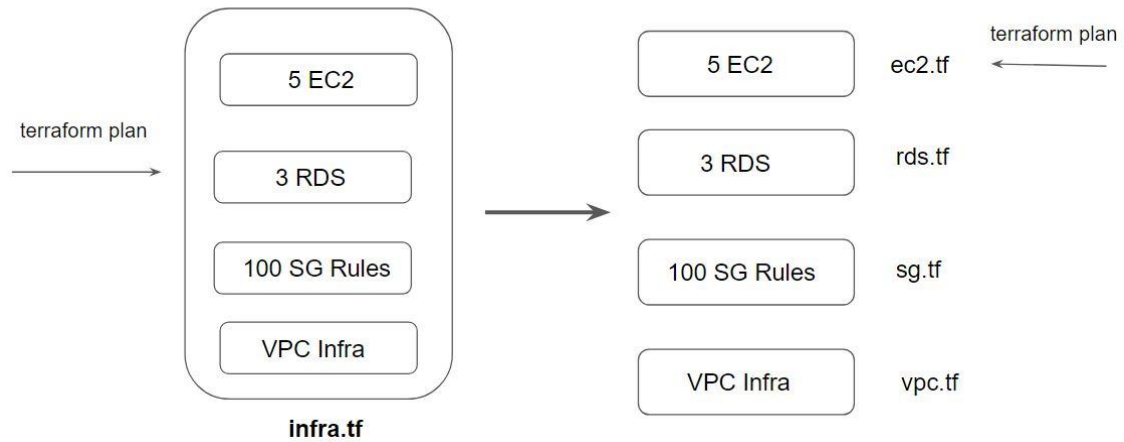 terraform plan
5 EC2
3 RDS
100 SG Rules
VPC Infra
infra.tf
terraform plan
5 EC2
ec2.tf
3 RDS
rds.tf
100 SG Rules
sg.tf
VPC Infra
vpc.tf